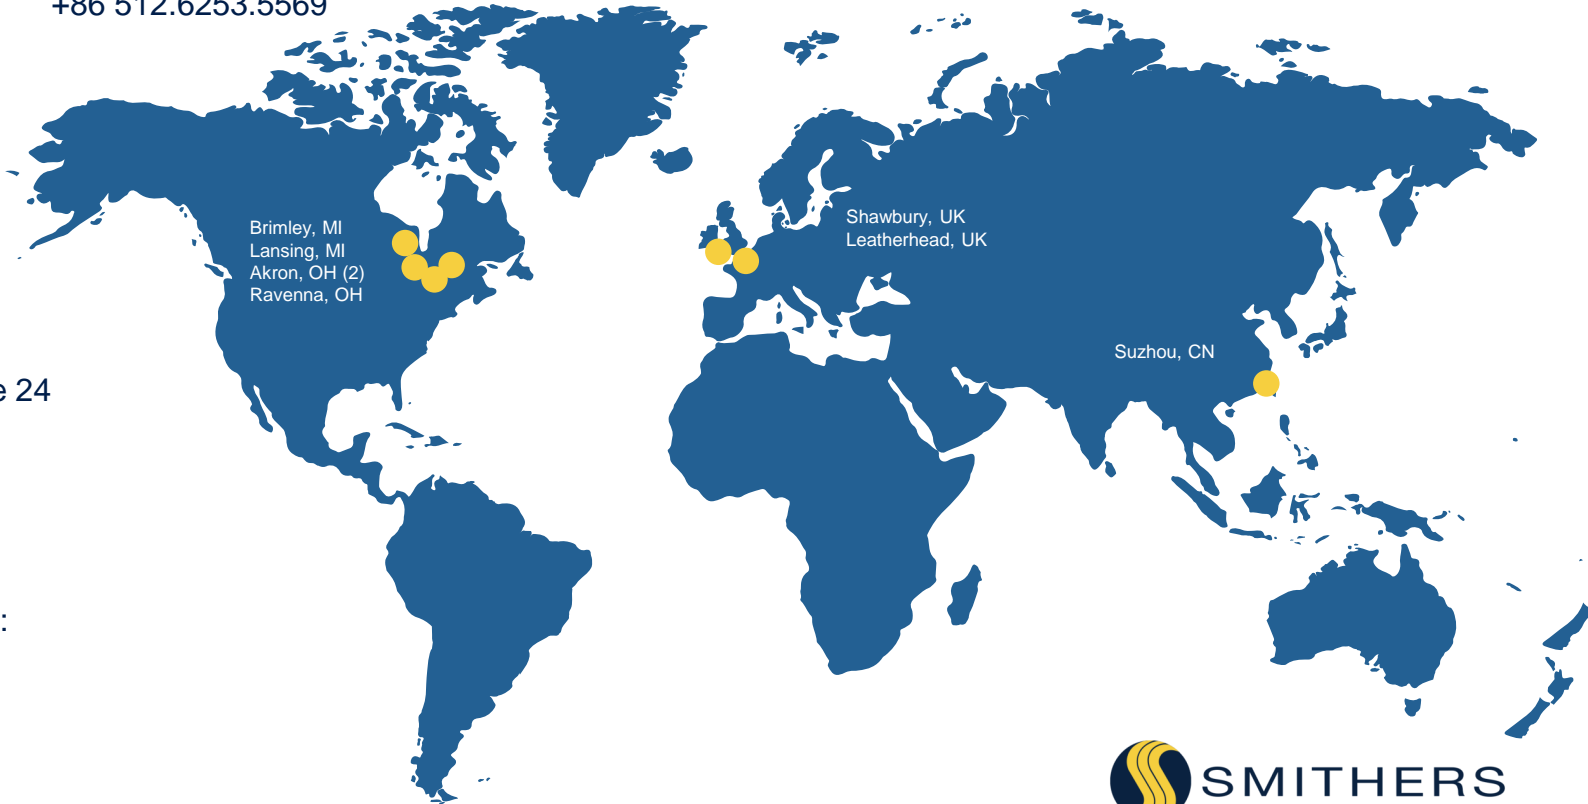 +86 512.6253.5569
Brimley, MI
Lansing, MI
Akron, OH (2)
Ravenna, OH
Shawbury, UK
Leatherhead, UK
Suzhou, CN
e 24
:
SMITHERS